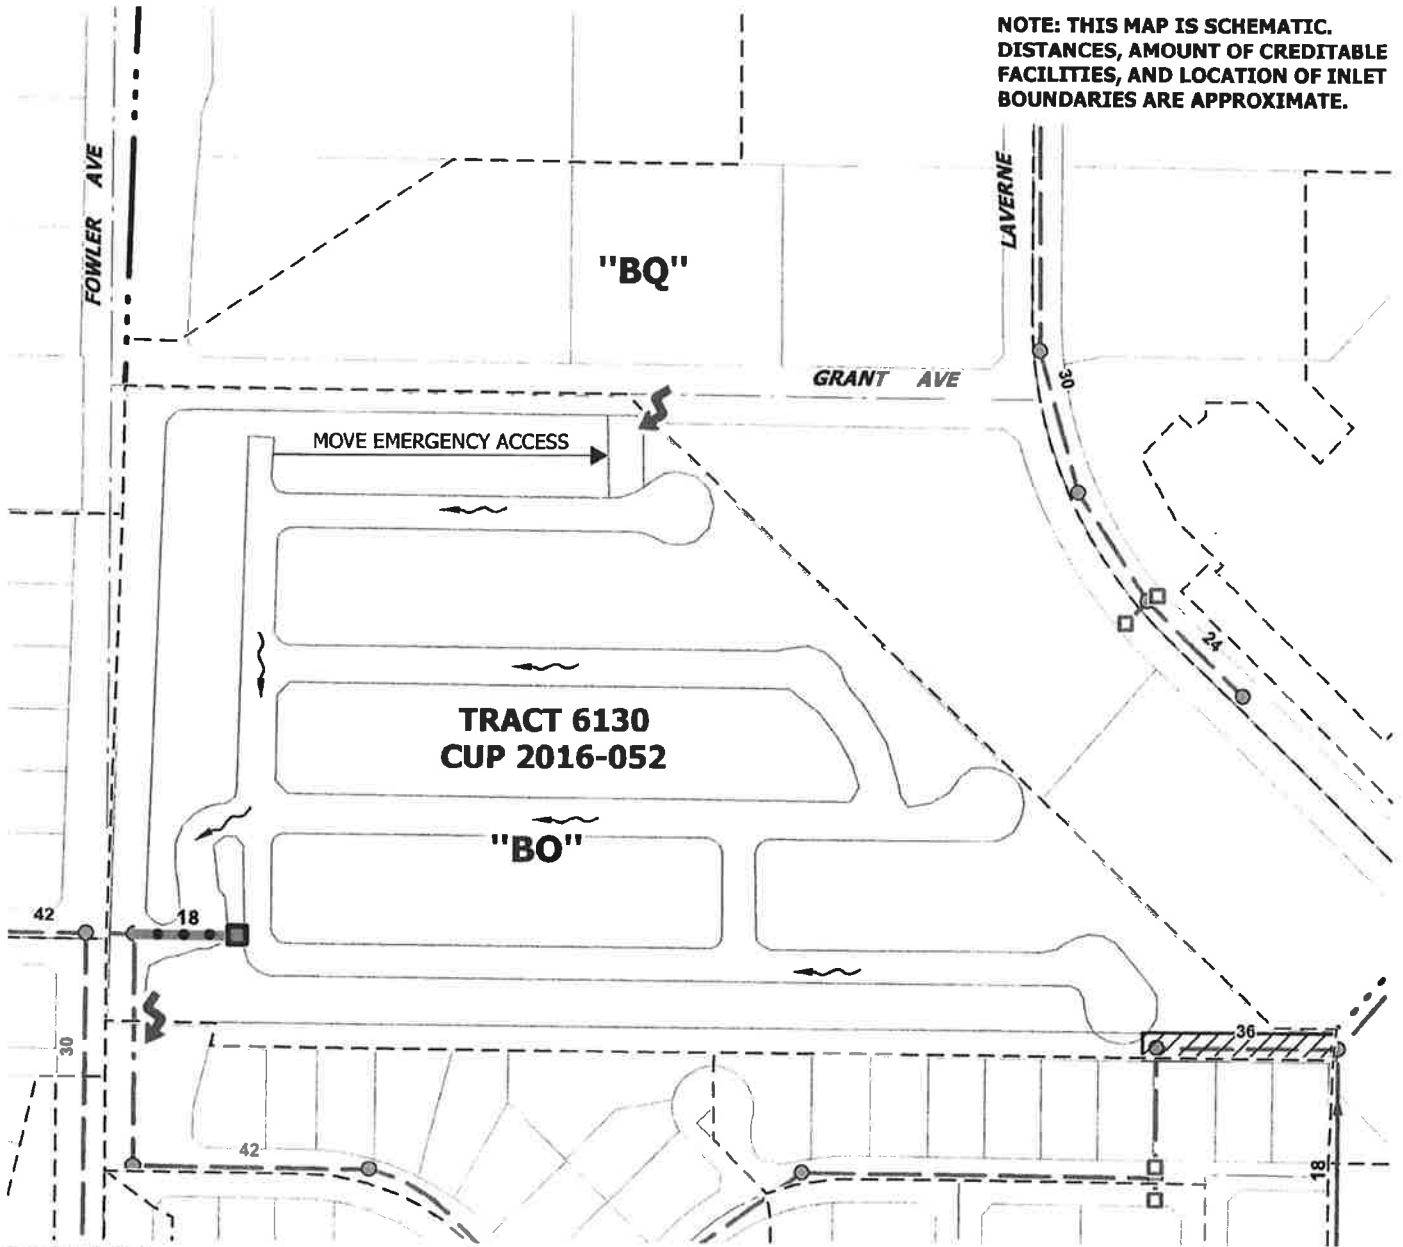 NOTE: THIS MAP IS SCHEMATIC.
DISTANCES, AMOUNT OF CREDITABLE
FACILITIES, AND LOCATION OF INLET
BOUNDARIES ARE APPROXIMATE.
FOWLER AVE
LAVERNE
"BQ"
GRANT AVE
30
MOVE EMERGENCY ACCESS
24
TRACT 6130
CUP 2016-052
"BO"
42
18
36
30
42
18